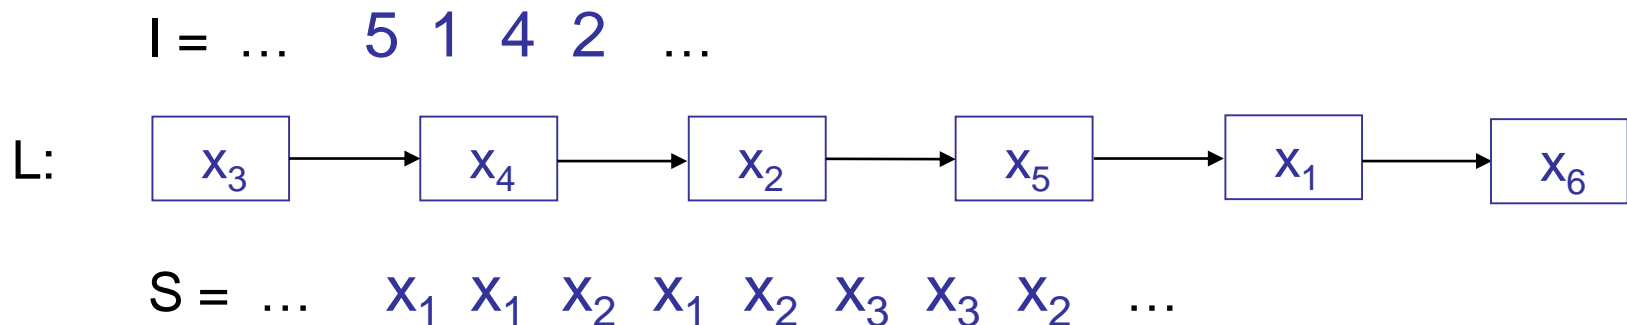 I = … 5 1 4 2 …
L: x₃ x₄ x₂ x₅ x₁ x₆
S = … x₁ x₁ x₂ x₁ x₂ x₃ x₃ x₂ …